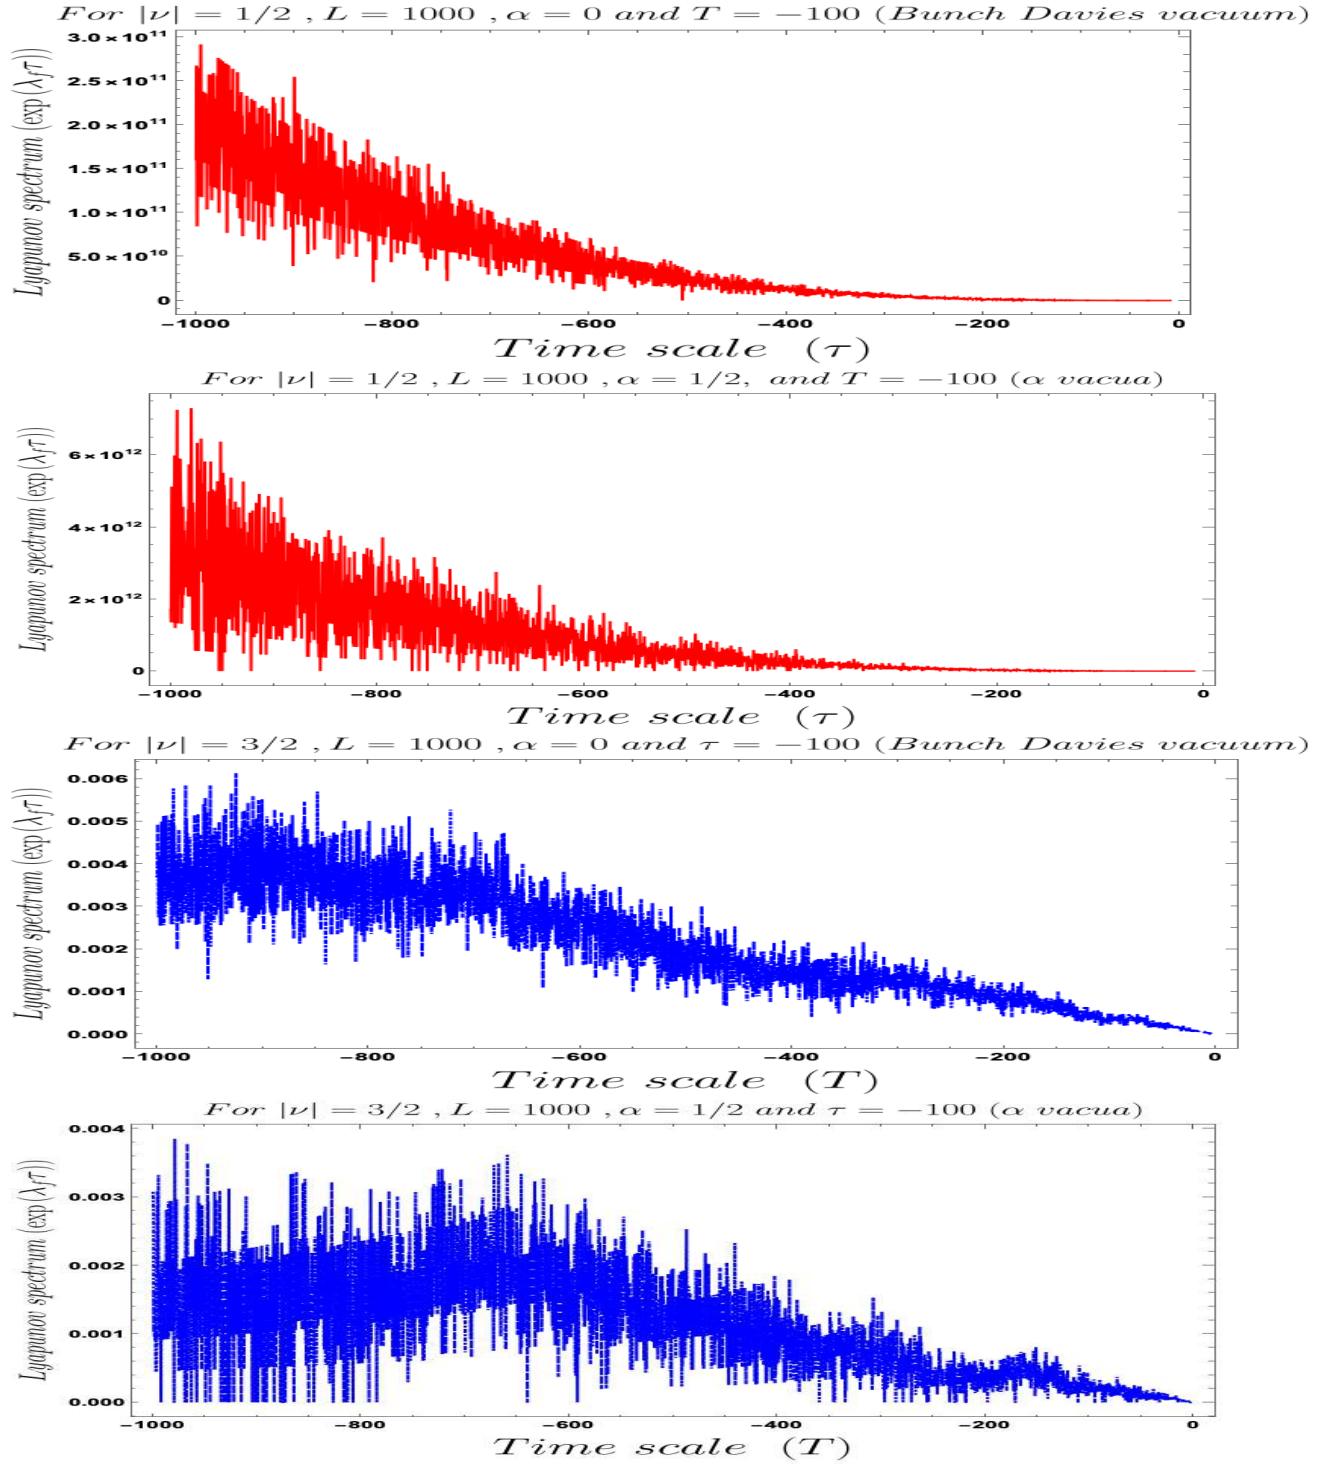 For |ν| = 1/2 , L = 1000 , α = 0 and T = −100 (Bunch Davies vacuum)
Lyapunov spectrum (exp(λfτ))
3.0×10¹¹
2.5×10¹¹
2.0×10¹¹
1.5×10¹¹
1.0×10¹¹
5.0×10¹⁰
0
−1000 −800 −600 −400 −200 0
Time scale (τ)
For |ν| = 1/2 , L = 1000 , α = 1/2, and T = −100 (α vacua)
Lyapunov spectrum (exp(λfτ))
6×10¹²
4×10¹²
2×10¹²
0
−1000 −800 −600 −400 −200 0
Time scale (τ)
For |ν| = 3/2 , L = 1000 , α = 0 and τ = −100 (Bunch Davies vacuum)
Lyapunov spectrum (exp(λfτ))
0.006
0.005
0.004
0.003
0.002
0.001
0.000
−1000 −800 −600 −400 −200 0
Time scale (T)
For |ν| = 3/2 , L = 1000 , α = 1/2 and τ = −100 (α vacua)
Lyapunov spectrum (exp(λfτ))
0.004
0.003
0.002
0.001
0.000
−1000 −800 −600 −400 −200 0
Time scale (T)